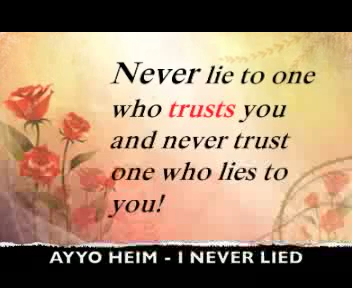 Never lie to one
who trusts you
and never trust
one who lies to
you!
AYYO HEIM - I NEVER LIED